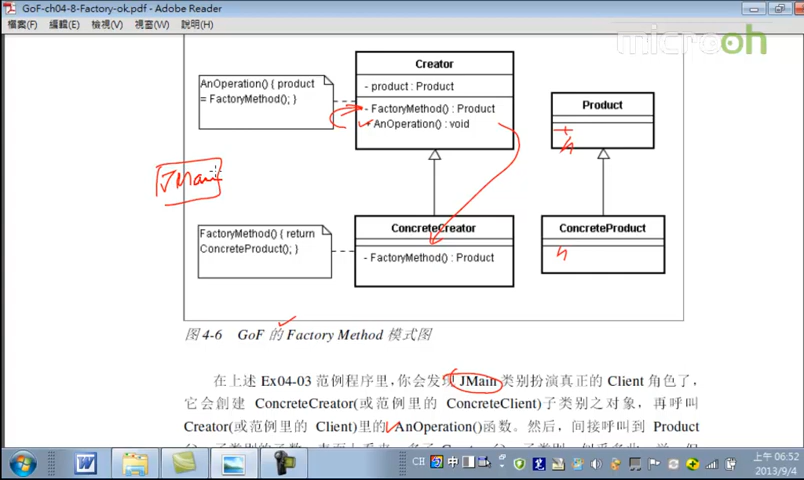 GoF-ch04-8-Factory-ok.pdf - Adobe Reader
檔案(F) 編輯(E) 檢視(V) 視窗(W) 說明(H)
microoh
Creator
- product : Product
- FactoryMethod() : Product
+ AnOperation() : void
AnOperation() { product
= FactoryMethod(); }
Product
JMain
FactoryMethod() { return
ConcreteProduct(); }
ConcreteCreator
- FactoryMethod() : Product
ConcreteProduct
图 4-6 GoF 的 Factory Method 模式图
在上述 Ex04-03 范例程序里,你会发现 JMain 类别扮演真正的 Client 角色了,
它会創建 ConcreteCreator(或范例里的 ConcreteClient)子类别之对象,再呼叫
Creator(或范例里的 Client)里的 AnOperation()函数。然后,间接呼叫到 Product
CH 中
上午 06:52
2013/9/4